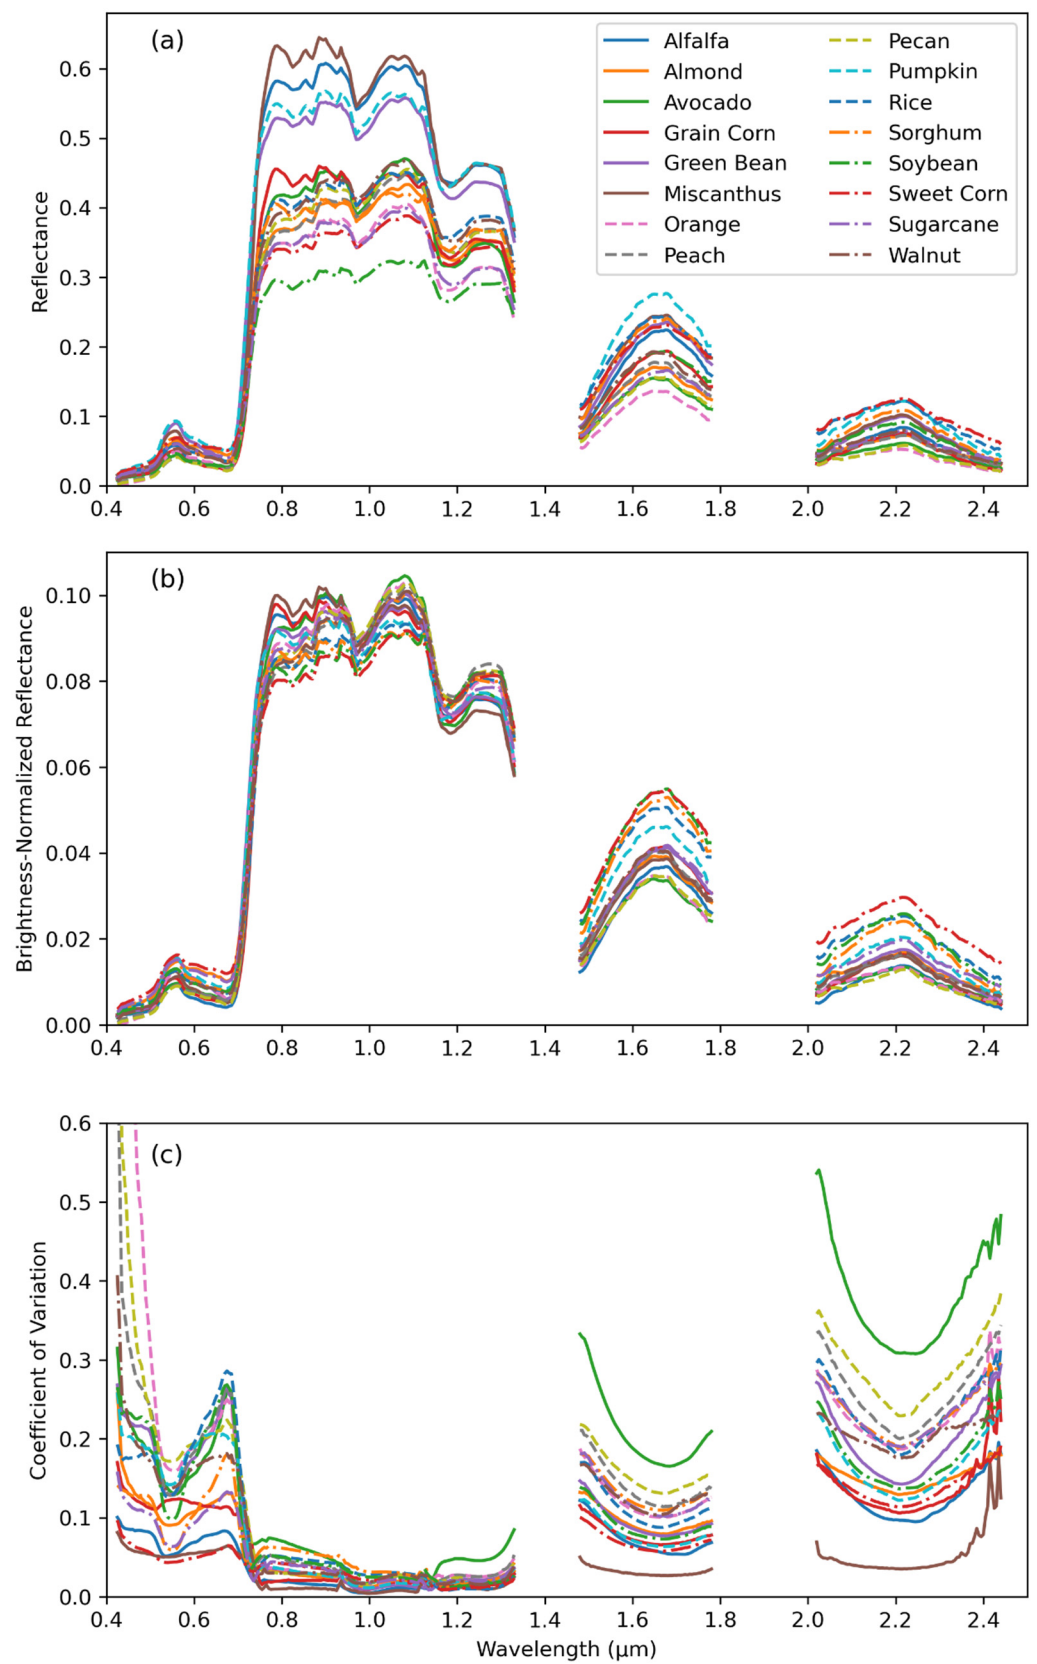 (a)
Alfalfa
Almond
Avocado
Grain Corn
Green Bean
Miscanthus
Orange
Peach
Pecan
Pumpkin
Rice
Sorghum
Soybean
Sweet Corn
Sugarcane
Walnut
Reflectance
0.6
0.5
0.4
0.3
0.2
0.1
0.0
0.4 0.6 0.8 1.0 1.2 1.4 1.6 1.8 2.0 2.2 2.4
(b)
Brightness-Normalized Reflectance
0.10
0.08
0.06
0.04
0.02
0.00
0.4 0.6 0.8 1.0 1.2 1.4 1.6 1.8 2.0 2.2 2.4
(c)
Coefficient of Variation
0.6
0.5
0.4
0.3
0.2
0.1
0.0
0.4 0.6 0.8 1.0 1.2 1.4 1.6 1.8 2.0 2.2 2.4
Wavelength (μm)